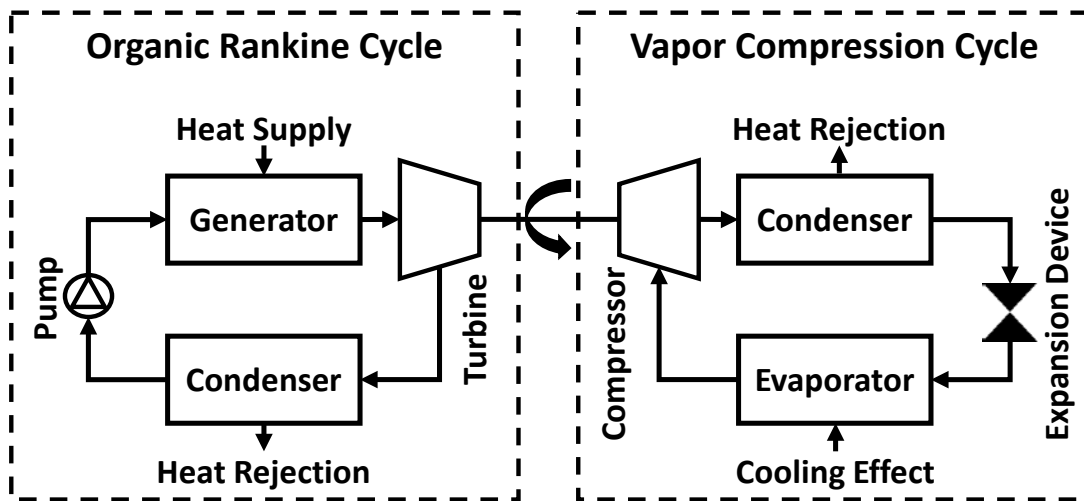 Organic Rankine Cycle
Heat Supply
Generator
Pump
Turbine
Condenser
Heat Rejection
Vapor Compression Cycle
Heat Rejection
Condenser
Compressor
Expansion Device
Evaporator
Cooling Effect